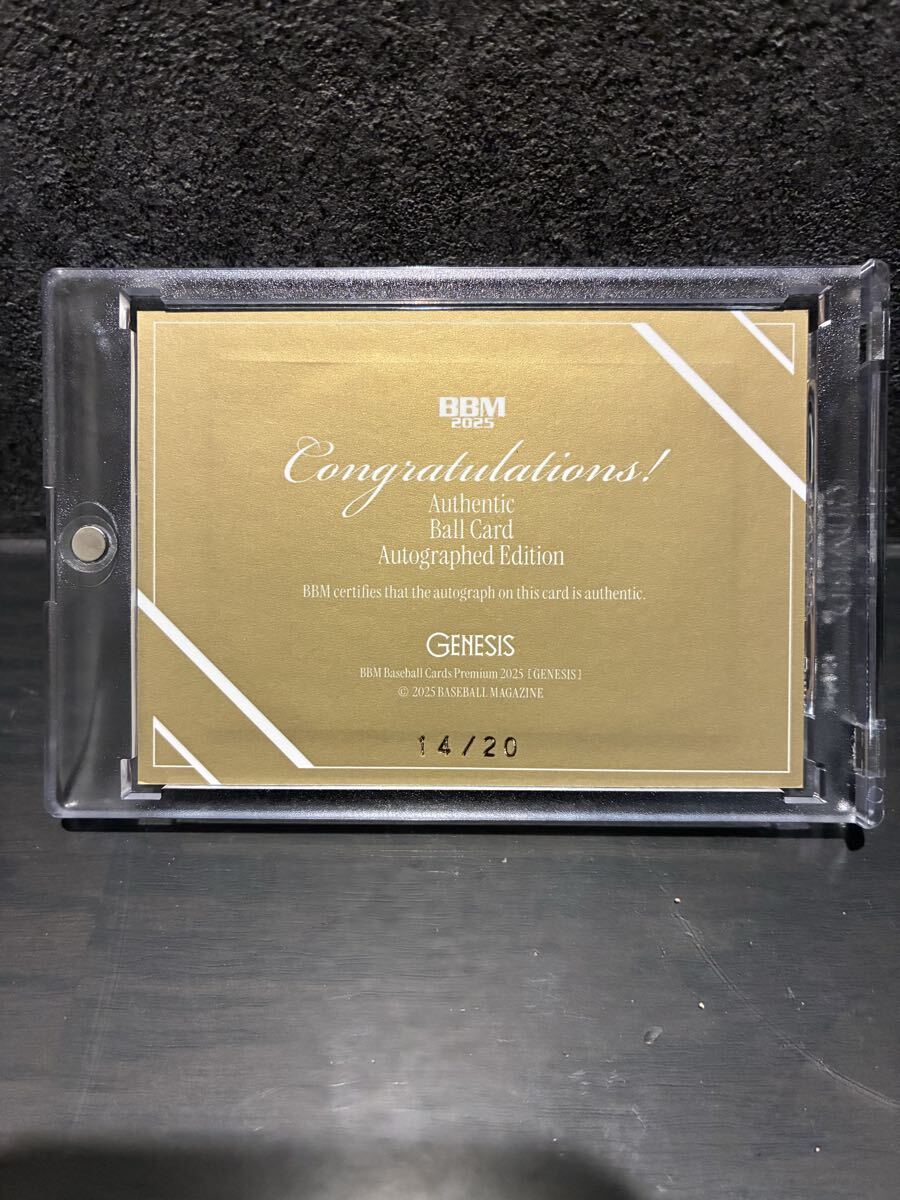 BBM
2025
Congratulations!
Authentic
Ball Card
Autographed Edition
BBM certifies that the autograph on this card is authentic.
GENESIS
BBM Baseball Cards Premium 2025 [GENESIS]
© 2025 BASEBALL MAGAZINE
14/20